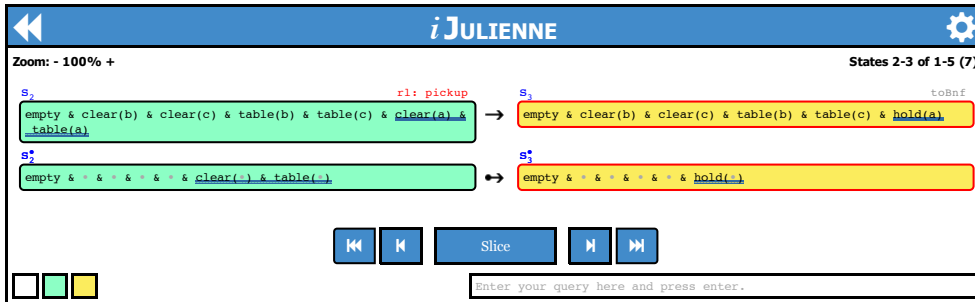 iJULIENNE
Zoom: - 100% +
States 2-3 of 1-5 (7)
s2 rl: pickup
s3 toBnf
empty & clear(b) & clear(c) & table(b) & table(c) & clear(a) &
table(a)
→
empty & clear(b) & clear(c) & table(b) & table(c) & hold(a)
s2•
s3•
empty & • & • & • & • & clear(•) & table(•)
empty & • & • & • & • & hold(•)
Slice
Enter your query here and press enter.